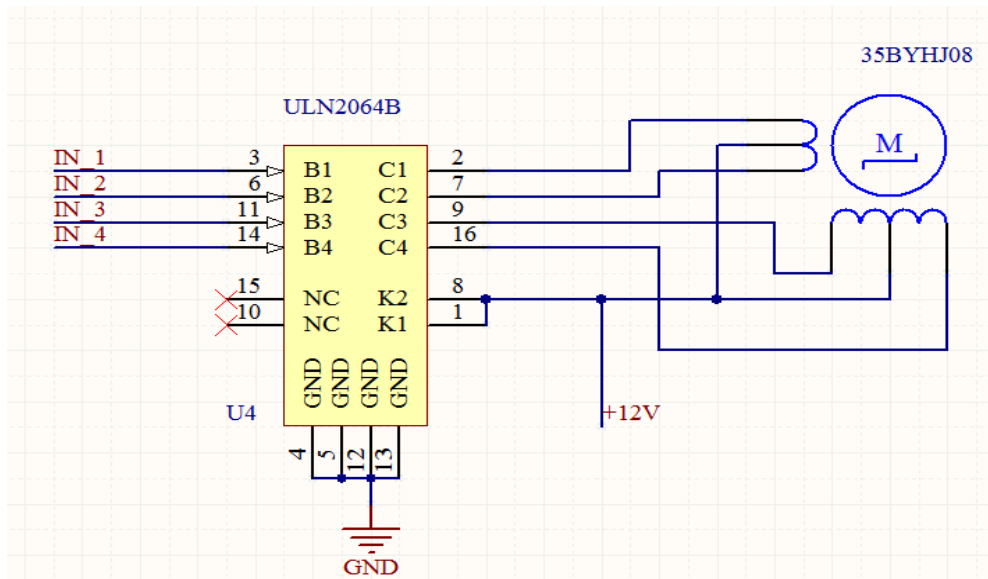 35BYHJ08
ULN2064B
M
IN_1 3 B1 C1 2
IN_2 6 B2 C2 7
IN_3 11 B3 C3 9
IN_4 14 B4 C4 16
15 NC K2 8
10 NC K1 1
GND GND GND GND
U4
+12V
4 5 12 13
GND